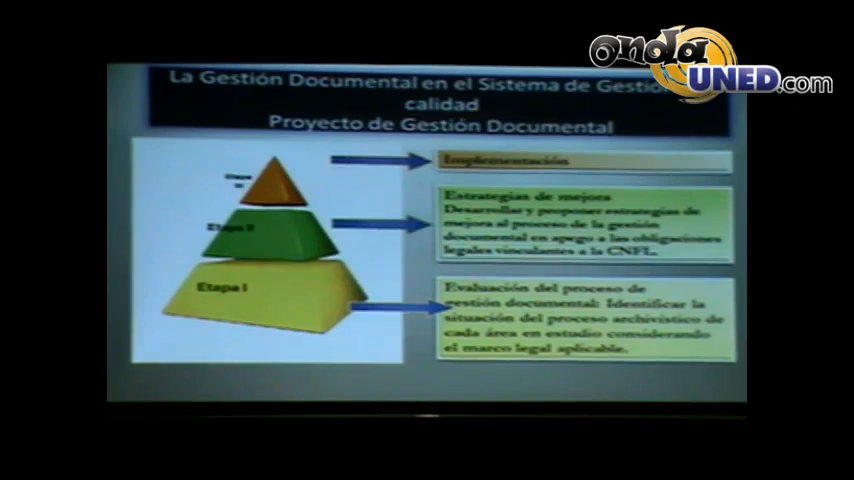 onda
UNED.com
La Gestión Documental en el Sistema de Gestión
calidad
Proyecto de Gestión Documental
Etapa
III
Implementación
Etapa II
Estrategias de mejora
Desarrollar y proponer estrategias de
mejora al proceso de la gestión
documental en apego a las obligaciones
legales vinculantes a la CNFL.
Etapa I
Evaluación del proceso de
gestión documental: Identificar la
situación del proceso archivístico de
cada área en estudio considerando
el marco legal aplicable.